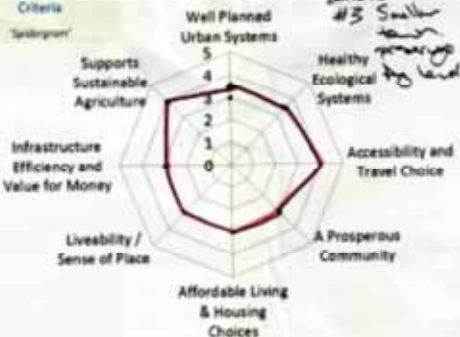 Criteria
'Spidergram'
#3 Smaller
town
Well Planned
Urban Systems
Healthy
Ecological
Systems
Accessibility and
Travel Choice
A Prosperous
Community
Affordable Living
& Housing
Choices
Liveability /
Sense of Place
Infrastructure
Efficiency and
Value for Money
Supports
Sustainable
Agriculture
5
4
3
2
1
0